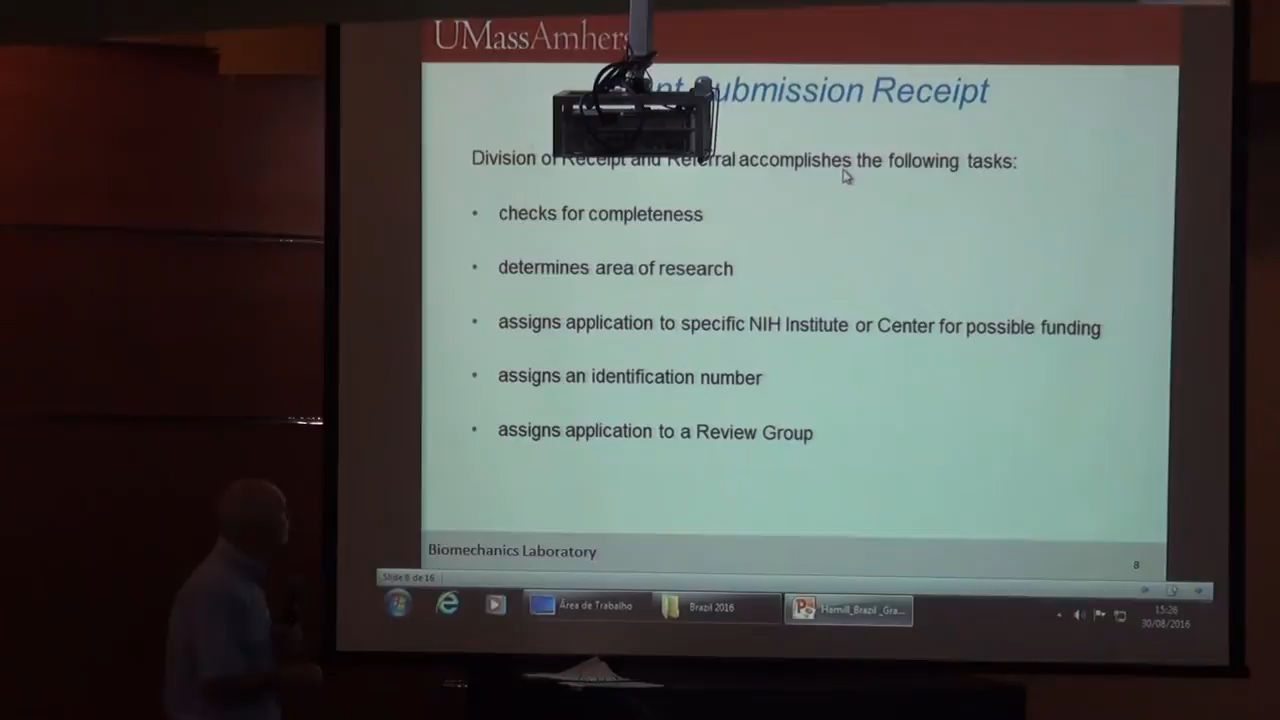 UMassAmhers
Submission Receipt
Division of Receipt and Referral accomplishes the following tasks:
• checks for completeness
• determines area of research
• assigns application to specific NIH Institute or Center for possible funding
• assigns an identification number
• assigns application to a Review Group
Biomechanics Laboratory
8
Slide 8 de 16
Área de Trabalho
Brazil 2016
Hamill_Brazil_Gra...
15:26
30/08/2016